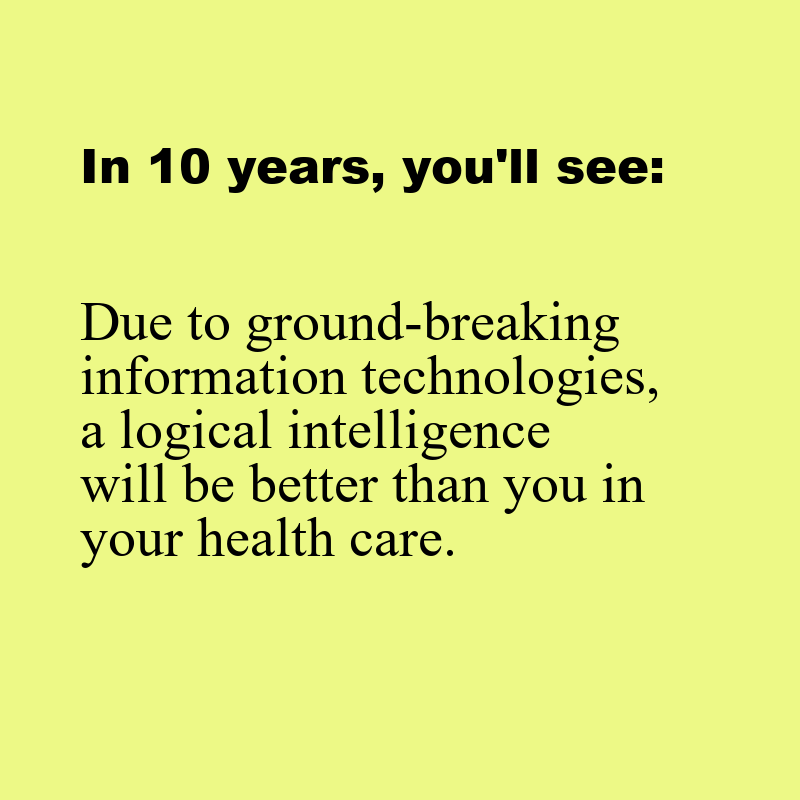 In 10 years, you'll see:
Due to ground-breaking
information technologies,
a logical intelligence
will be better than you in
your health care.